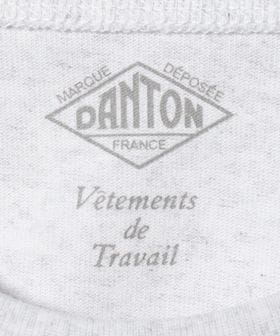 MARQUE DÉPOSÉE
DANTON
FRANCE
Vêtements
de
Travail